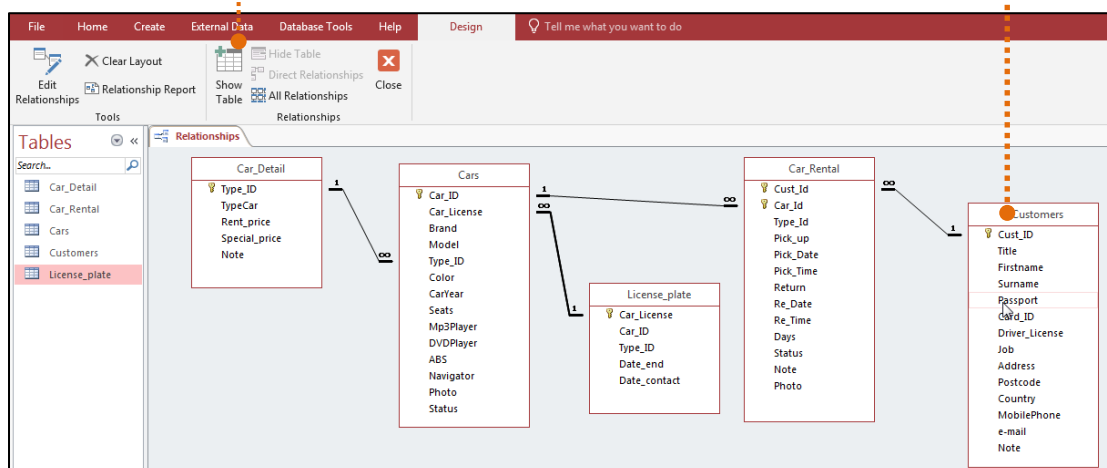 File Home Create External Data Database Tools Help Design Tell me what you want to do
Edit Relationships
Clear Layout
Relationship Report
Tools
Show Table
Hide Table
Direct Relationships
All Relationships
Close
Relationships
Tables
Search...
Car_Detail
Car_Rental
Cars
Customers
License_plate
Relationships
Car_Detail
Type_ID
TypeCar
Rent_price
Special_price
Note
1
∞
Cars
Car_ID
Car_License
Brand
Model
Type_ID
Color
CarYear
Seats
Mp3Player
DVDPlayer
ABS
Navigator
Photo
Status
1
∞
∞
1
License_plate
Car_License
Car_ID
Type_ID
Date_end
Date_contact
Car_Rental
Cust_Id
Car_Id
Type_Id
Pick_up
Pick_Date
Pick_Time
Return
Re_Date
Re_Time
Days
Status
Note
Photo
∞
1
Customers
Cust_ID
Title
Firstname
Surname
Passport
Card_ID
Driver_License
Job
Address
Postcode
Country
MobilePhone
e-mail
Note